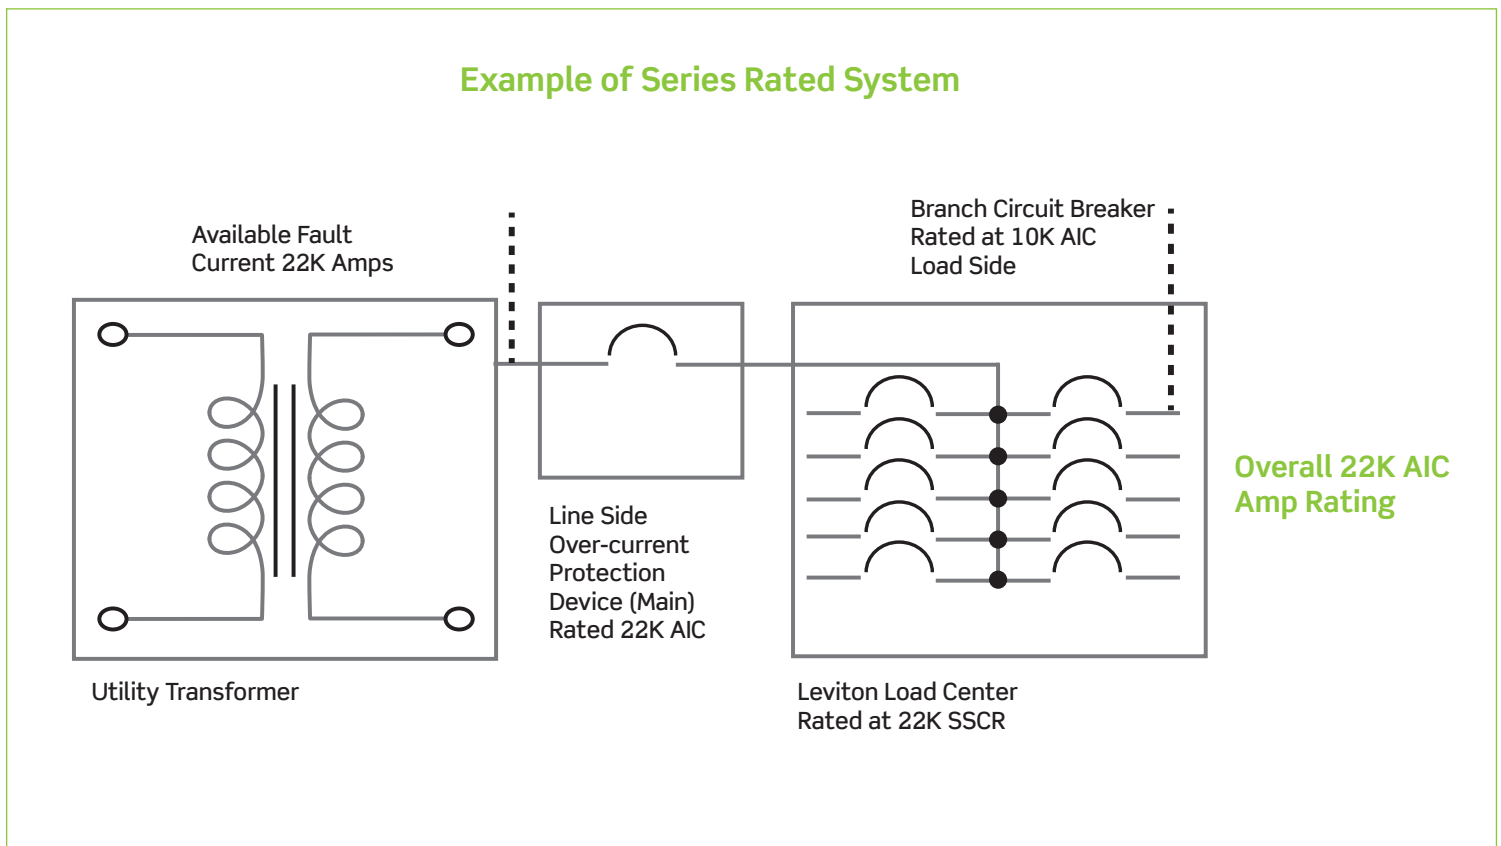 Example of Series Rated System
Available Fault
Current 22K Amps
Branch Circuit Breaker
Rated at 10K AIC
Load Side
Line Side
Over-current
Protection
Device (Main)
Rated 22K AIC
Overall 22K AIC
Amp Rating
Utility Transformer
Leviton Load Center
Rated at 22K SSCR